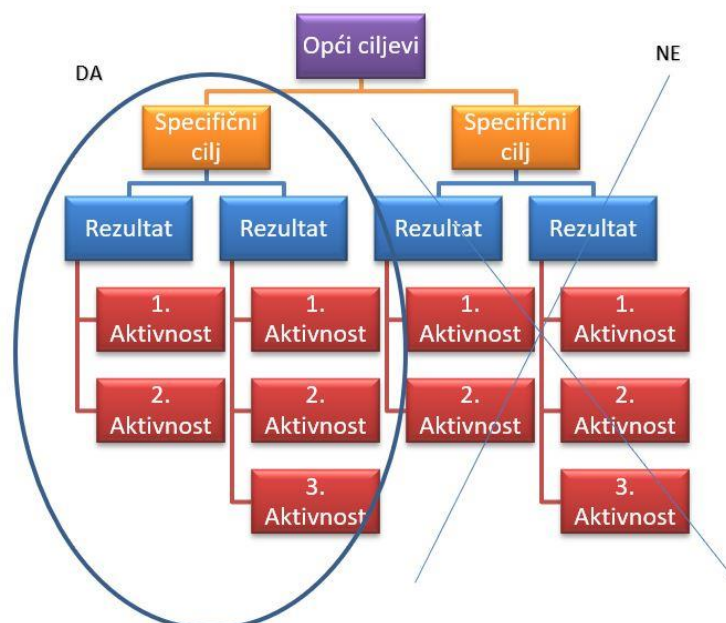 Opći ciljevi
DA
NE
Specifični
cilj
Specifični
cilj
Rezultat
Rezultat
Rezultat
Rezultat
1.
Aktivnost
1.
Aktivnost
1.
Aktivnost
1.
Aktivnost
2.
Aktivnost
2.
Aktivnost
2.
Aktivnost
2.
Aktivnost
3.
Aktivnost
3.
Aktivnost